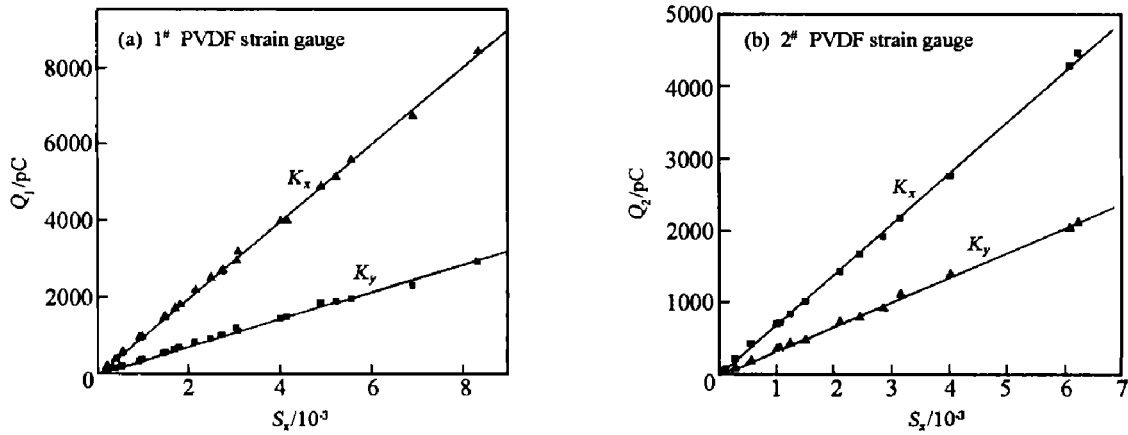 (a) 1# PVDF strain gauge
8000
6000
4000
2000
0
Q₁/pC
Kx
Ky
2
4
6
8
Sx/10⁻³
(b) 2# PVDF strain gauge
5000
4000
3000
2000
1000
0
Q₂/pC
Kx
Ky
1
2
3
4
5
6
7
Sx/10⁻³